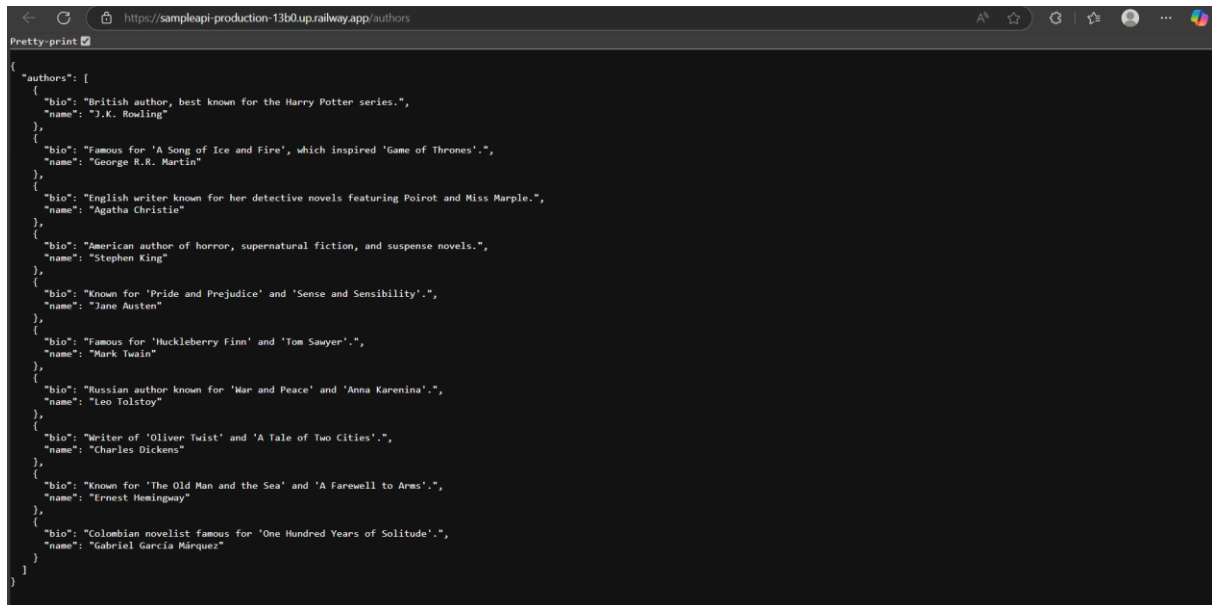 https://sampleapi-production-13b0.up.railway.app/authors
Pretty-print
{
"authors": [
{
"bio": "British author, best known for the Harry Potter series.",
"name": "J.K. Rowling"
},
{
"bio": "Famous for 'A Song of Ice and Fire', which inspired 'Game of Thrones'.",
"name": "George R.R. Martin"
},
{
"bio": "English writer known for her detective novels featuring Poirot and Miss Marple.",
"name": "Agatha Christie"
},
{
"bio": "American author of horror, supernatural fiction, and suspense novels.",
"name": "Stephen King"
},
{
"bio": "Known for 'Pride and Prejudice' and 'Sense and Sensibility'.",
"name": "Jane Austen"
},
{
"bio": "Famous for 'Huckleberry Finn' and 'Tom Sawyer'.",
"name": "Mark Twain"
},
{
"bio": "Russian author known for 'War and Peace' and 'Anna Karenina'.",
"name": "Leo Tolstoy"
},
{
"bio": "Writer of 'Oliver Twist' and 'A Tale of Two Cities'.",
"name": "Charles Dickens"
},
{
"bio": "Known for 'The Old Man and the Sea' and 'A Farewell to Arms'.",
"name": "Ernest Hemingway"
},
{
"bio": "Colombian novelist famous for 'One Hundred Years of Solitude'.",
"name": "Gabriel García Márquez"
}
]
}